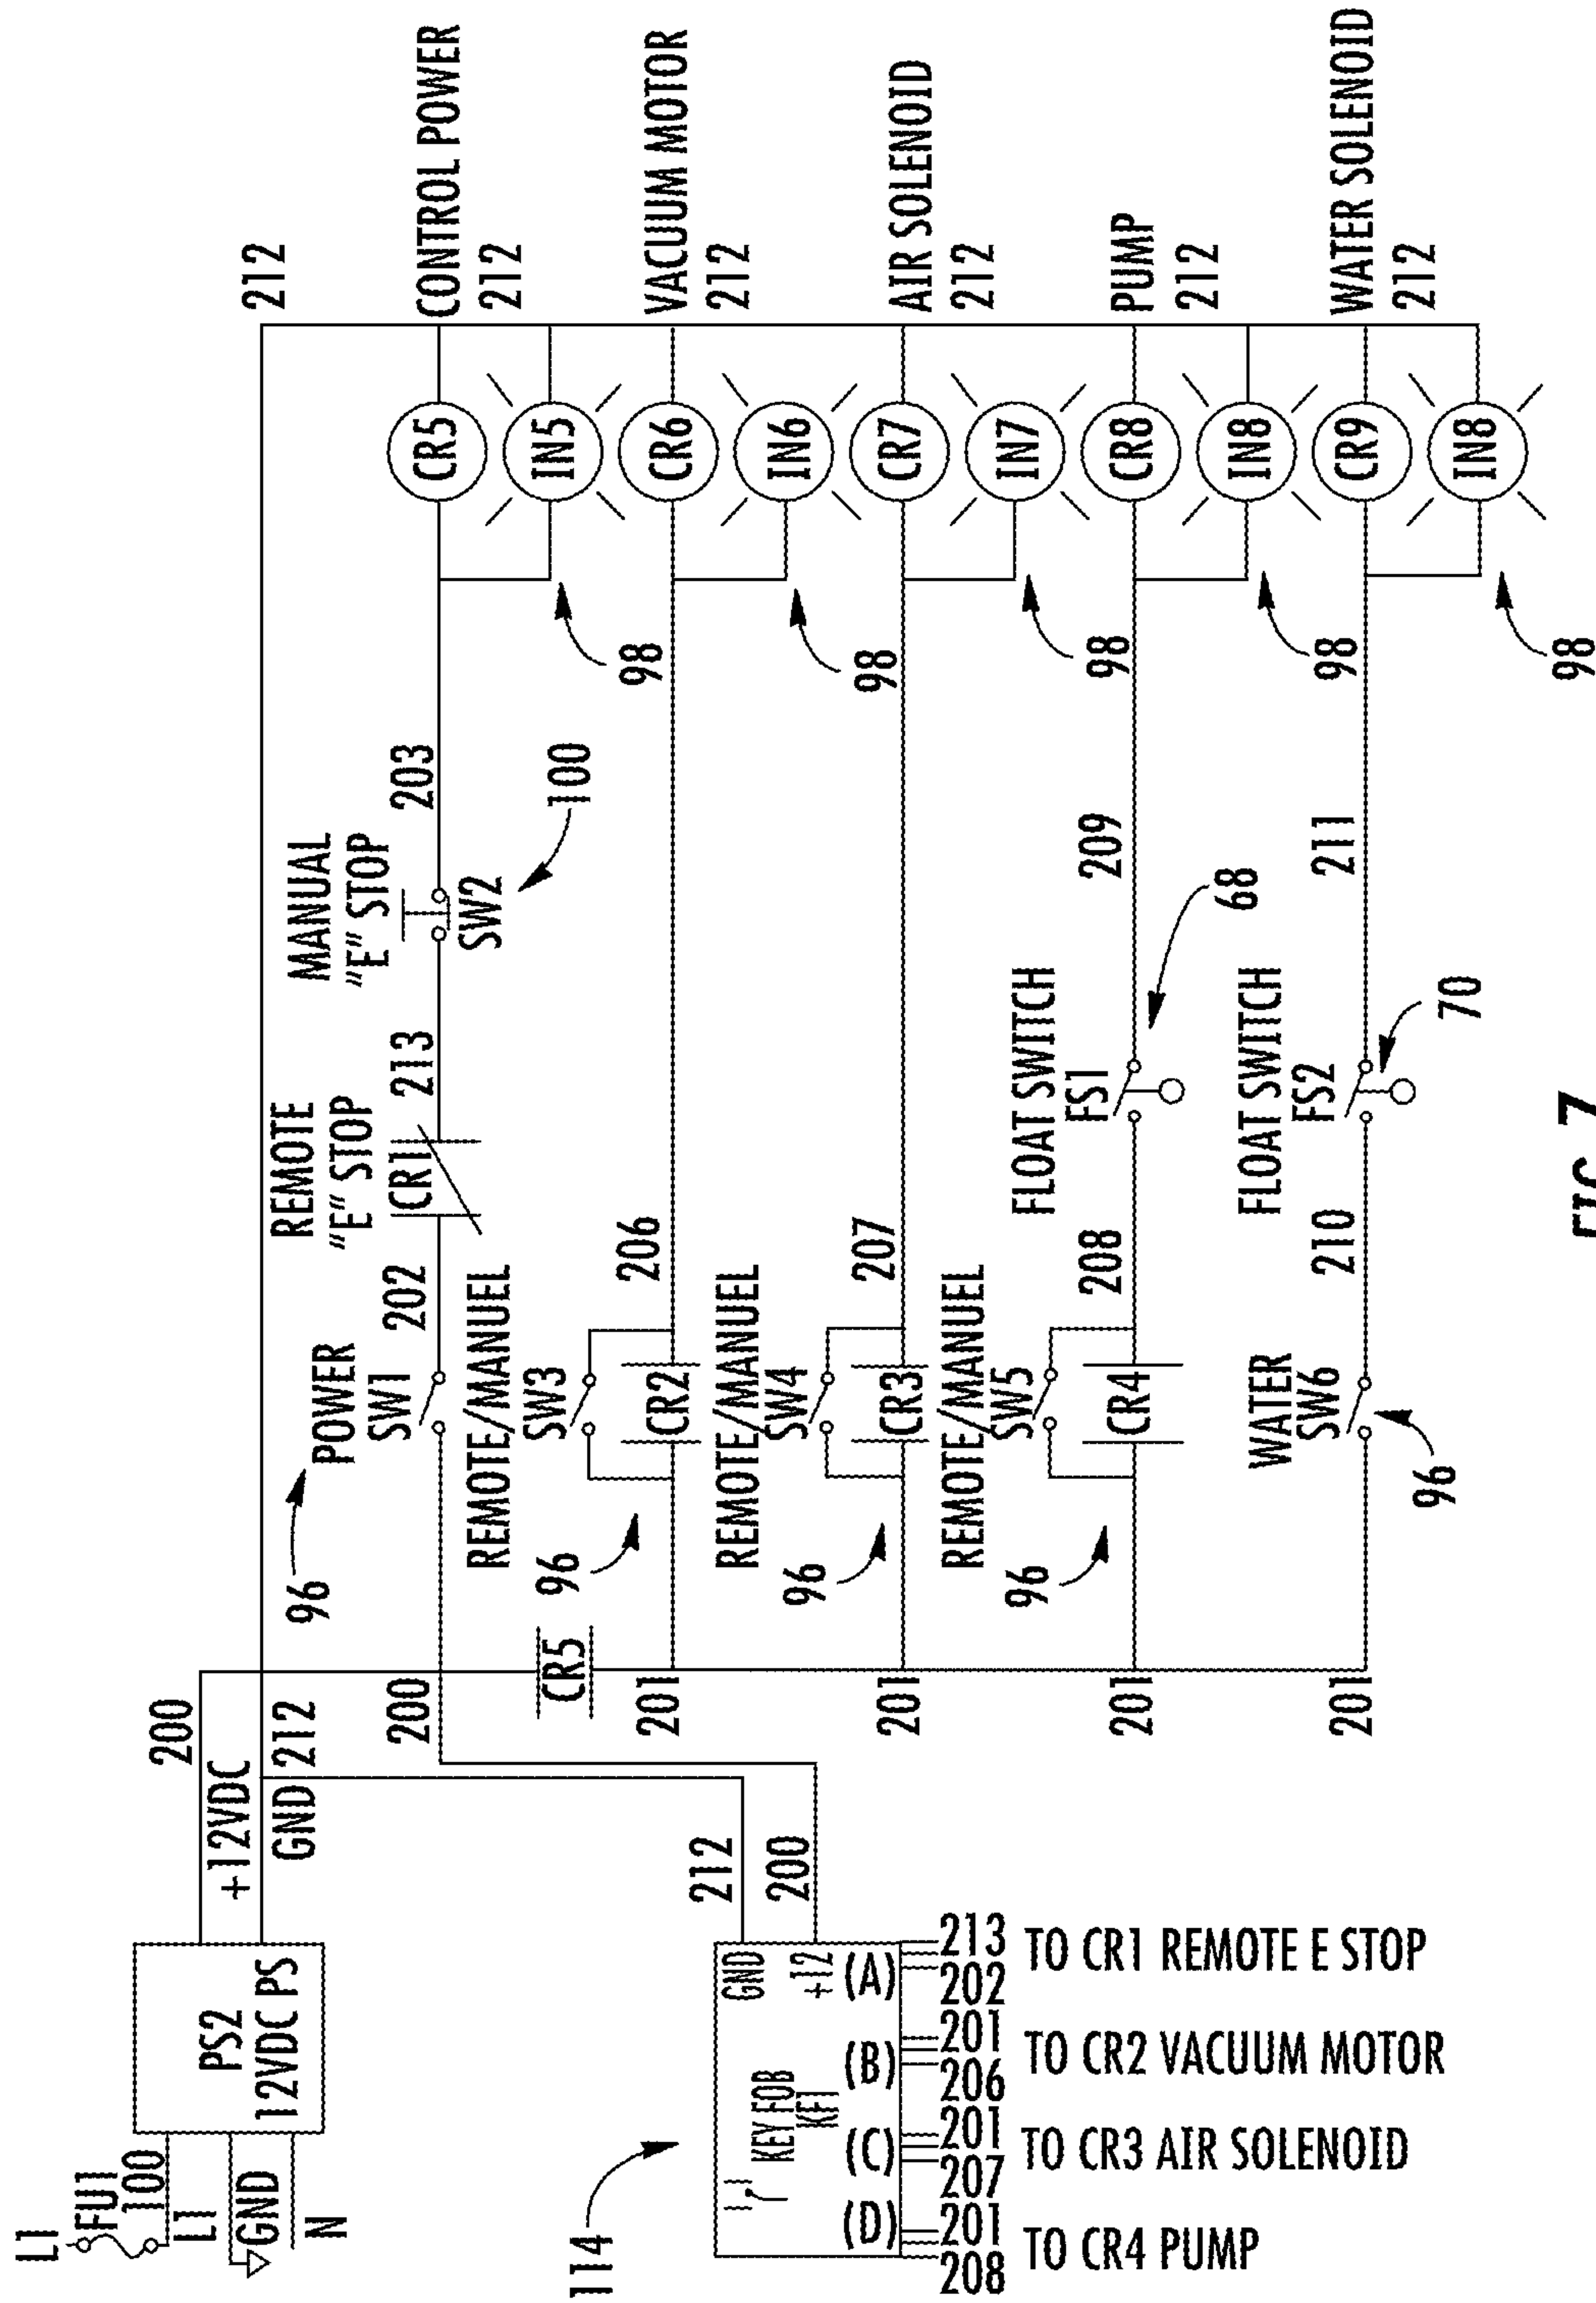 L1
FU1
100
L1
GND
N
PS2
12VDC PS
200
+12VDC
GND 212
212
96
POWER
SW1
200
202
REMOTE
"E" STOP
CR1
213
MANUAL
"E" STOP
SW2
100
203
CR5
CONTROL POWER
212
IN5
98
CR5
REMOTE/MANUEL
SW3
96
CR2
201
206
CR6
VACUUM MOTOR
212
IN6
98
REMOTE/MANUEL
SW4
96
CR3
201
207
CR7
AIR SOLENOID
212
IN7
98
REMOTE/MANUEL
SW5
96
CR4
201
208
FLOAT SWITCH
FS1
68
209
CR8
PUMP
212
IN8
98
WATER
SW6
96
201
210
FLOAT SWITCH
FS2
70
211
CR9
WATER SOLENOID
212
IN8
98
114
212
200
GND
+12
KEY FOB
KF1
(D) (C) (B) (A)
213
202
TO CR1 REMOTE E STOP
201
206
TO CR2 VACUUM MOTOR
201
207
TO CR3 AIR SOLENOID
201
208
TO CR4 PUMP
FIG. 7